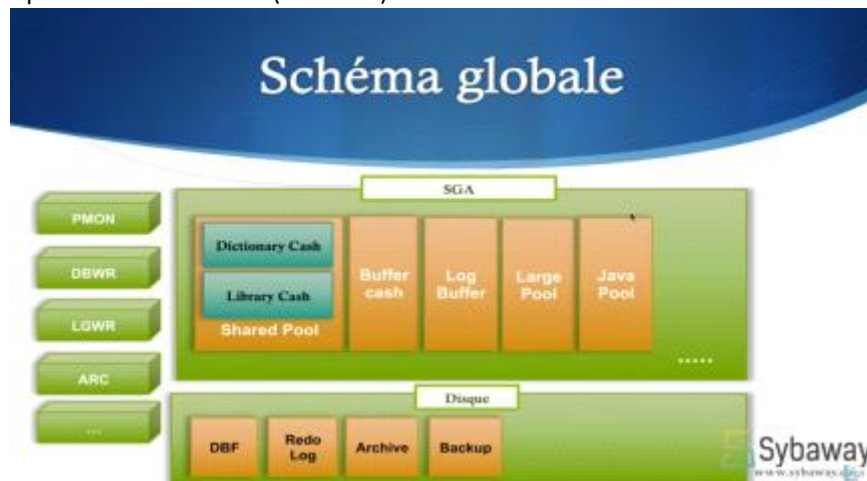 Schéma globale
SGA
PMON
DBWR
LGWR
ARC
...
Dictionary Cash
Library Cash
Shared Pool
Buffer
cash
Log
Buffer
Large
Pool
Java
Pool
.....
Disque
DBF
Redo
Log
Archive
Backup
Sybaway